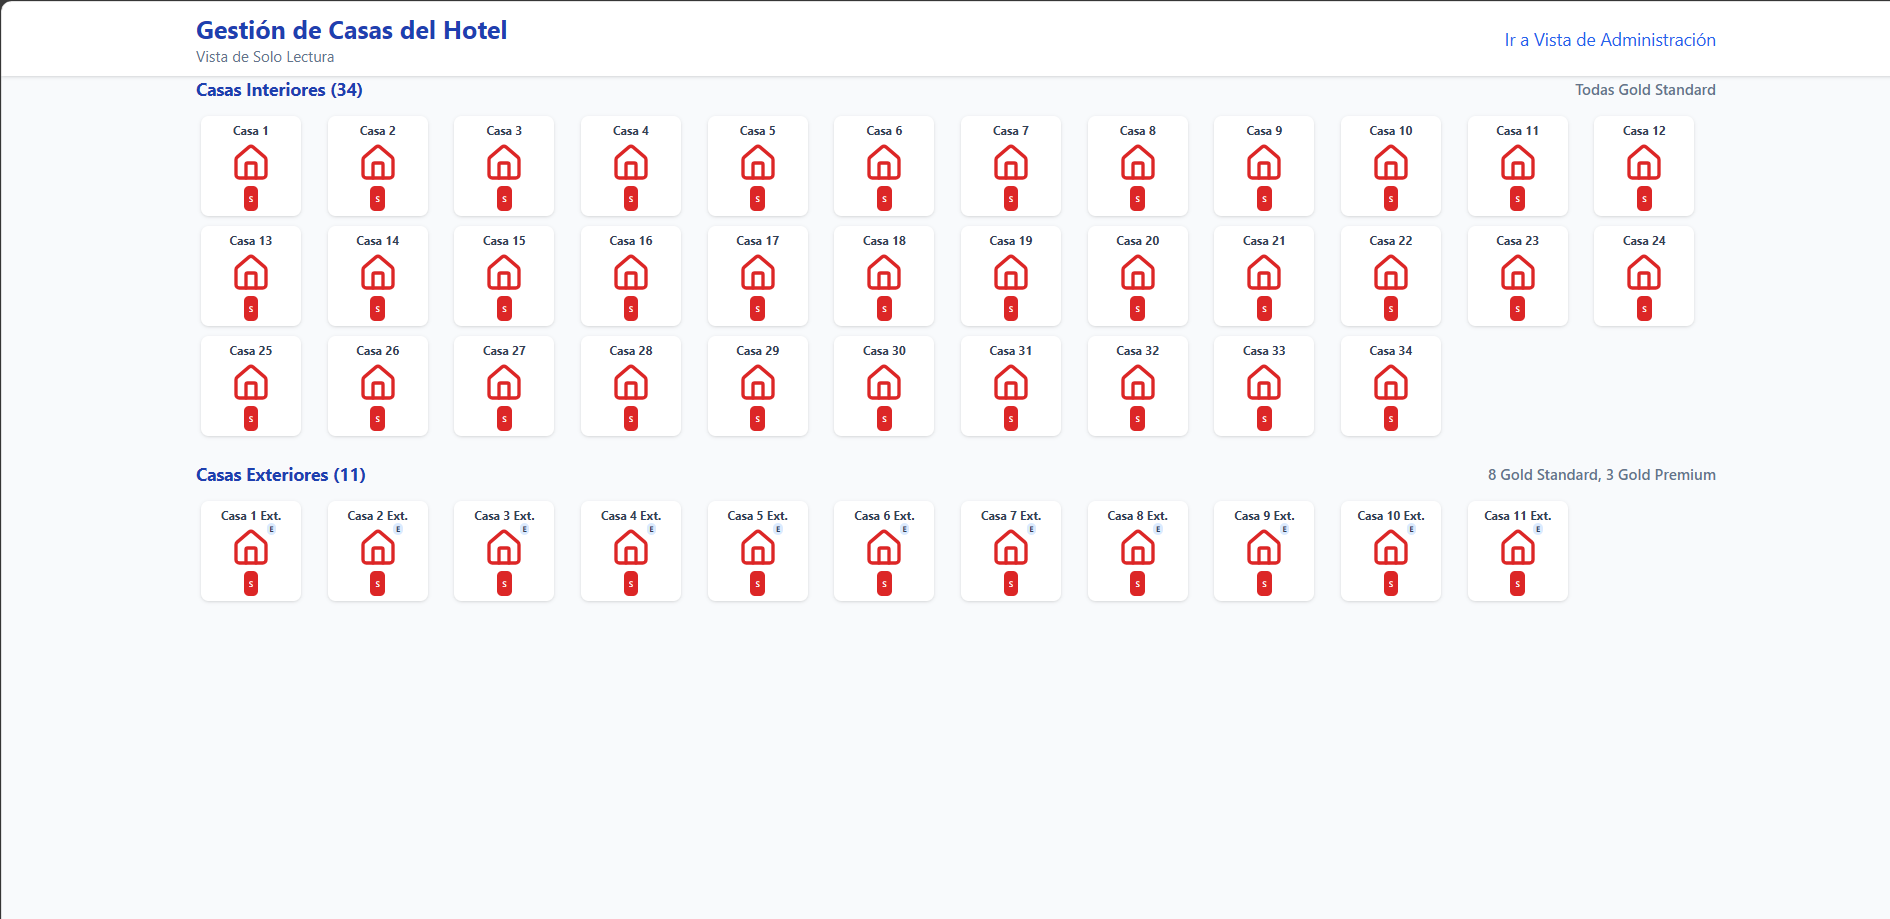 Gestión de Casas del Hotel
Vista de Solo Lectura
Ir a Vista de Administración
Casas Interiores (34)
Todas Gold Standard
Casa 1 Casa 2 Casa 3 Casa 4 Casa 5 Casa 6 Casa 7 Casa 8 Casa 9 Casa 10 Casa 11 Casa 12
S S S S S S S S S S S S
Casa 13 Casa 14 Casa 15 Casa 16 Casa 17 Casa 18 Casa 19 Casa 20 Casa 21 Casa 22 Casa 23 Casa 24
S S S S S S S S S S S S
Casa 25 Casa 26 Casa 27 Casa 28 Casa 29 Casa 30 Casa 31 Casa 32 Casa 33 Casa 34
S S S S S S S S S S
Casas Exteriores (11)
8 Gold Standard, 3 Gold Premium
Casa 1 Ext. Casa 2 Ext. Casa 3 Ext. Casa 4 Ext. Casa 5 Ext. Casa 6 Ext. Casa 7 Ext. Casa 8 Ext. Casa 9 Ext. Casa 10 Ext. Casa 11 Ext.
E E E E E E E E E E E
S S S S S S S S S S S